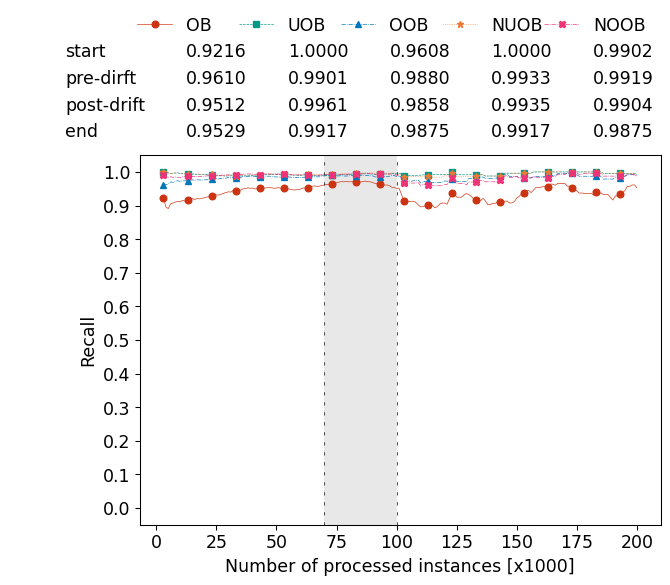 OB UOB OOB NUOB NOOB
start 0.9216 1.0000 0.9608 1.0000 0.9902
pre-dirft 0.9610 0.9901 0.9880 0.9933 0.9919
post-drift 0.9512 0.9961 0.9858 0.9935 0.9904
end 0.9529 0.9917 0.9875 0.9917 0.9875
1.0
0.9
0.8
0.7
0.6
0.5
0.4
0.3
0.2
0.1
0.0
Recall
0 25 50 75 100 125 150 175 200
Number of processed instances [x1000]